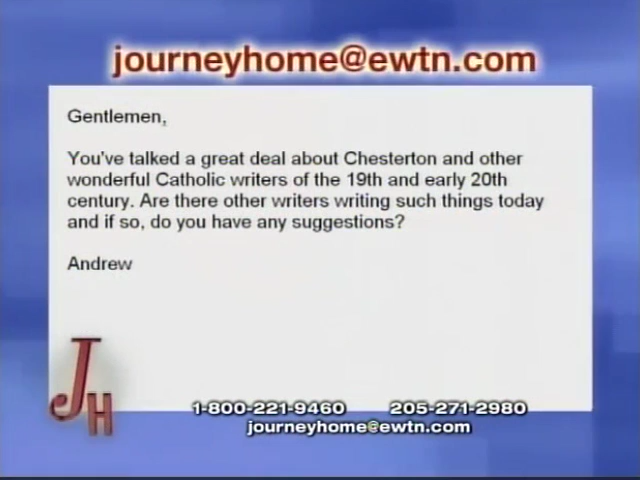 journeyhome@ewtn.com
Gentlemen,
You've talked a great deal about Chesterton and other
wonderful Catholic writers of the 19th and early 20th
century. Are there other writers writing such things today
and if so, do you have any suggestions?
Andrew
JH
1-800-221-9460 205-271-2980
journeyhome@ewtn.com